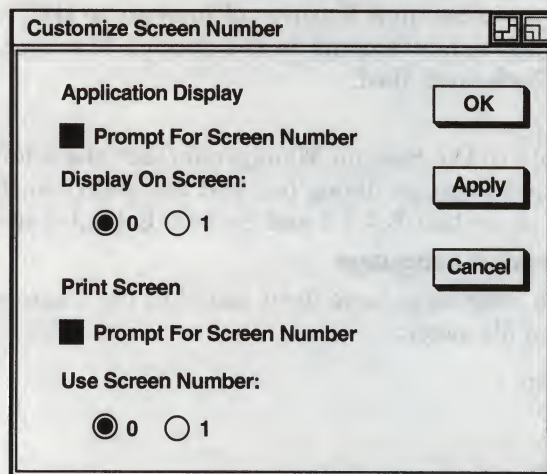 Customize Screen Number
Application Display
OK
Prompt For Screen Number
Display On Screen:
Apply
0 1
Cancel
Print Screen
Prompt For Screen Number
Use Screen Number:
0 1